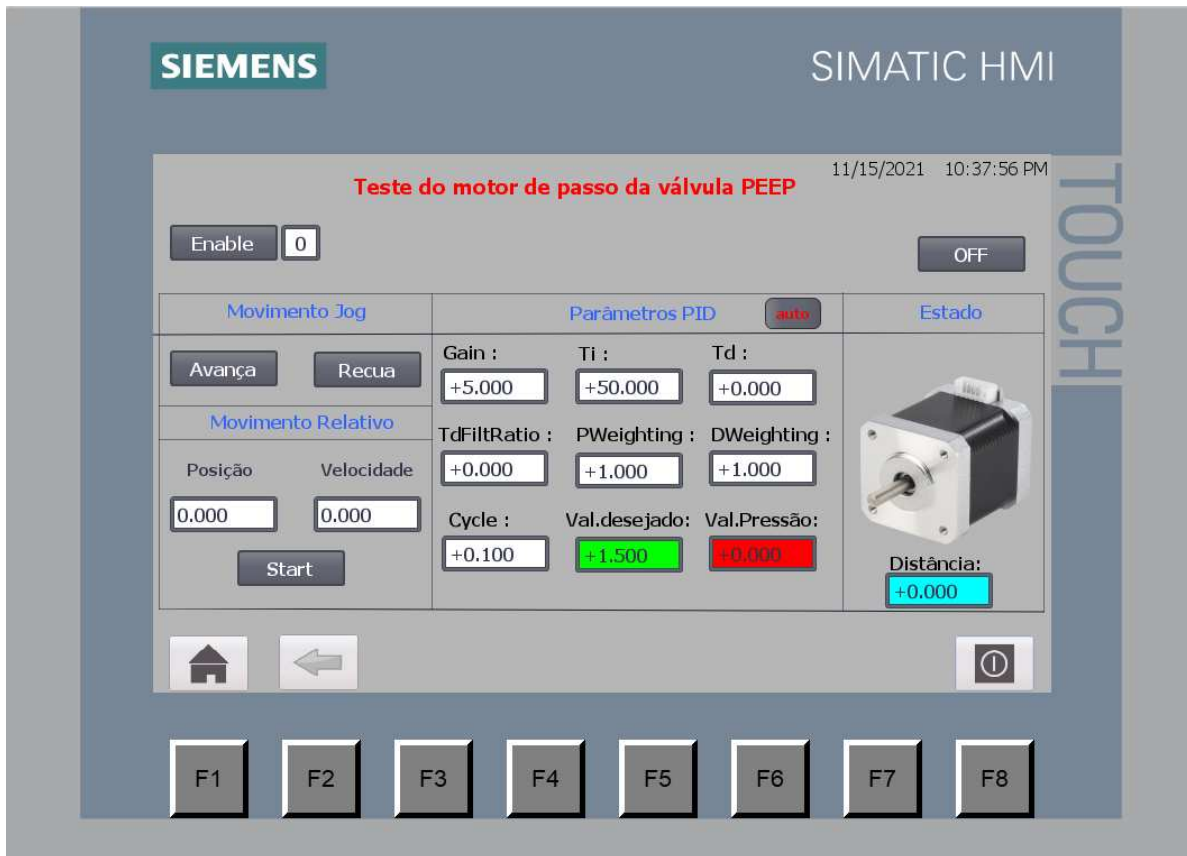 SIEMENS
SIMATIC HMI
TOUCH
11/15/2021 10:37:56 PM
Teste do motor de passo da válvula PEEP
Enable 0
OFF
Movimento Jog
Parâmetros PID auto
Estado
Avança Recua
Movimento Relativo
Posição Velocidade
0.000 0.000
Start
Gain : Ti : Td :
+5.000 +50.000 +0.000
TdFiltRatio : PWeighting : DWeighting :
+0.000 +1.000 +1.000
Cycle : Val.desejado: Val.Pressão:
+0.100 +1.500 +0.000
Distância:
+0.000
F1 F2 F3 F4 F5 F6 F7 F8